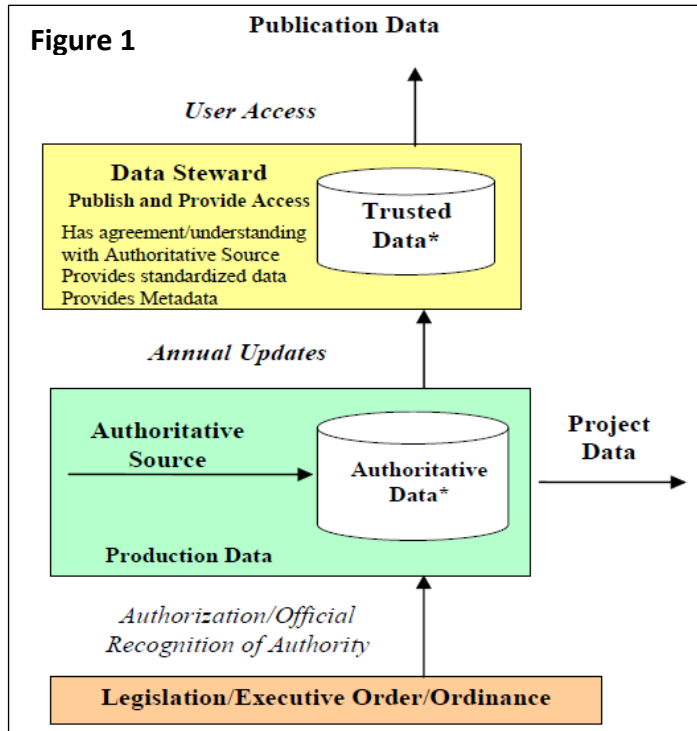 Figure 1
Publication Data
User Access
Data Steward
Publish and Provide Access
Has agreement/understanding
with Authoritative Source
Provides standardized data
Provides Metadata
Trusted
Data*
Annual Updates
Authoritative
Source
Authoritative
Data*
Project
Data
Production Data
Authorization/Official
Recognition of Authority
Legislation/Executive Order/Ordinance